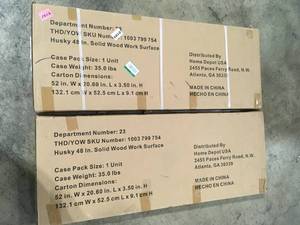 Department Number: 23
THD/YOW SKU Number: 1003 799 754
Husky 48 In. Solid Wood Work Surface
Case Pack Size: 1 Unit
Case Weight: 35.0 lbs
Carton Dimensions:
52 in. W x 20.60 in. L x 3.50 in. H
132.1 cm W x 52.5 cm L x 9.1 cm H
Distributed By
Home Depot USA
2455 Paces Ferry Road, N.W.
Atlanta, GA 30339
MADE IN CHINA
HECHO EN CHINA
Department Number: 23
THD/YOW SKU Number: 1003 799 754
Husky 48 In. Solid Wood Work Surface
Case Pack Size: 1 Unit
Case Weight: 35.0 lbs
Carton Dimensions:
52 in. W x 20.60 in. L x 3.50 in. H
132.1 cm W x 52.5 cm L x 9.1 cm H
Distributed By
Home Depot USA
2455 Paces Ferry Road, N.W.
Atlanta, GA 30339
MADE IN CHINA
HECHO EN CHINA